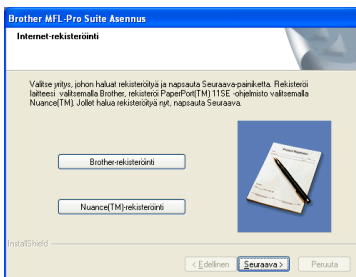 Brother MFL-Pro Suite Asennus
Internet-rekisteröinti
Valitse yritys, johon haluat rekisteröityä ja napsauta Seuraava-painiketta. Rekisteröi
laitteesi valitsemalla Brother, rekisteröi PaperPort(TM) 11SE -ohjelmisto valitsemalla
Nuance(TM). Jollet halua rekisteröityä nyt, napsauta Seuraava.
Brother-rekisteröinti
Nuance(TM)-rekisteröinti
Product Registration
InstallShield
< Edellinen
Seuraava >
Peruuta